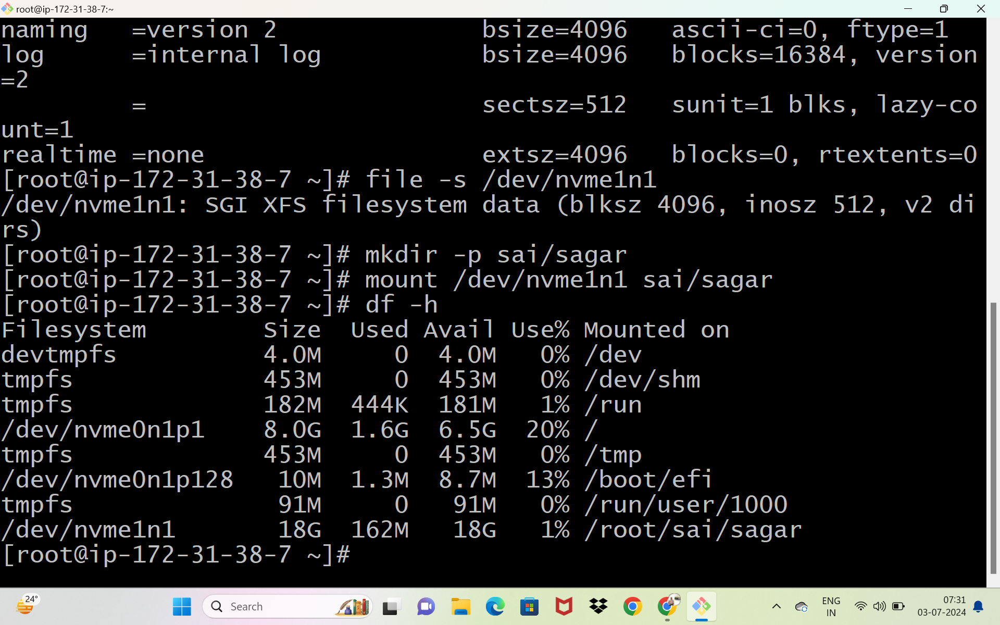 root@ip-172-31-38-7:~
naming   =version 2              bsize=4096   ascii-ci=0, ftype=1
log      =internal log           bsize=4096   blocks=16384, version
=2
         =                       sectsz=512   sunit=1 blks, lazy-co
unt=1
realtime =none                   extsz=4096   blocks=0, rtextents=0
[root@ip-172-31-38-7 ~]# file -s /dev/nvme1n1
/dev/nvme1n1: SGI XFS filesystem data (blksz 4096, inosz 512, v2 di
rs)
[root@ip-172-31-38-7 ~]# mkdir -p sai/sagar
[root@ip-172-31-38-7 ~]# mount /dev/nvme1n1 sai/sagar
[root@ip-172-31-38-7 ~]# df -h
Filesystem        Size  Used Avail Use% Mounted on
devtmpfs          4.0M     0  4.0M   0% /dev
tmpfs             453M     0  453M   0% /dev/shm
tmpfs             182M  444K  181M   1% /run
/dev/nvme0n1p1    8.0G  1.6G  6.5G  20% /
tmpfs             453M     0  453M   0% /tmp
/dev/nvme0n1p128   10M  1.3M  8.7M  13% /boot/efi
tmpfs              91M     0   91M   0% /run/user/1000
/dev/nvme1n1       18G  162M   18G   1% /root/sai/sagar
[root@ip-172-31-38-7 ~]#
24°
Search
ENG
IN
07:31
03-07-2024